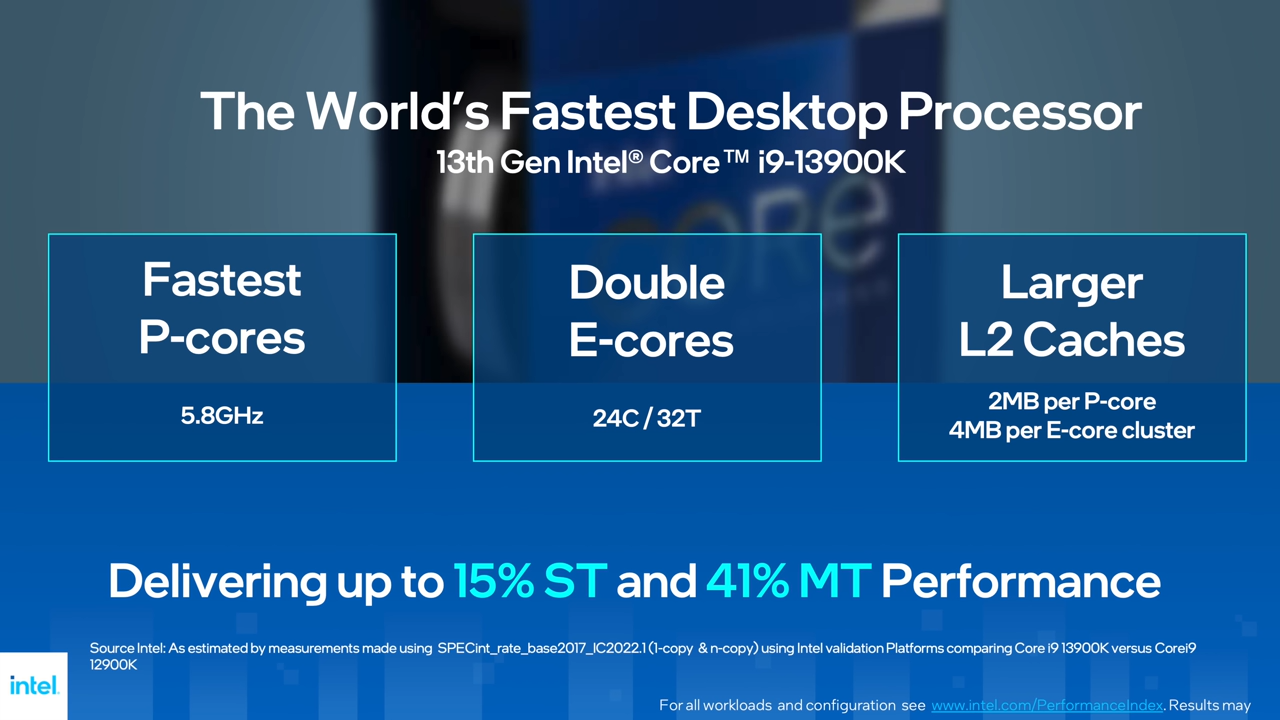 The World's Fastest Desktop Processor
13th Gen Intel® Core™ i9-13900K
Fastest
P-cores
5.8GHz
Double
E-cores
24C / 32T
Larger
L2 Caches
2MB per P-core
4MB per E-core cluster
Delivering up to 15% ST and 41% MT Performance
Source Intel: As estimated by measurements made using SPECint_rate_base2017_IC2022.1 (1-copy & n-copy) using Intel validation Platforms comparing Core i9 13900K versus Corei9
12900K
intel.
For all workloads and configuration see www.intel.com/PerformanceIndex. Results may